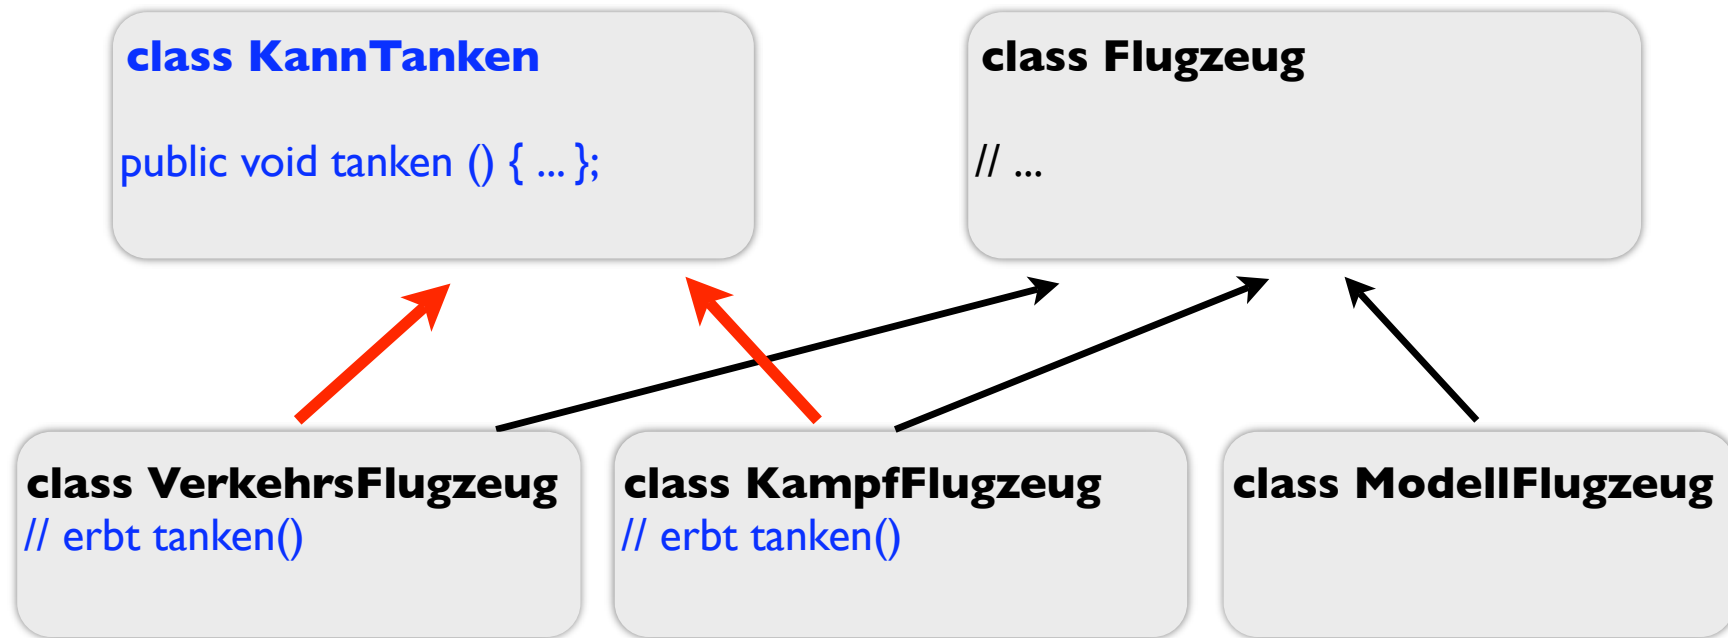 class KannTanken
public void tanken () { ... };
class Flugzeug
// ...
class VerkehrsFlugzeug
// erbt tanken()
class KampfFlugzeug
// erbt tanken()
class ModellFlugzeug